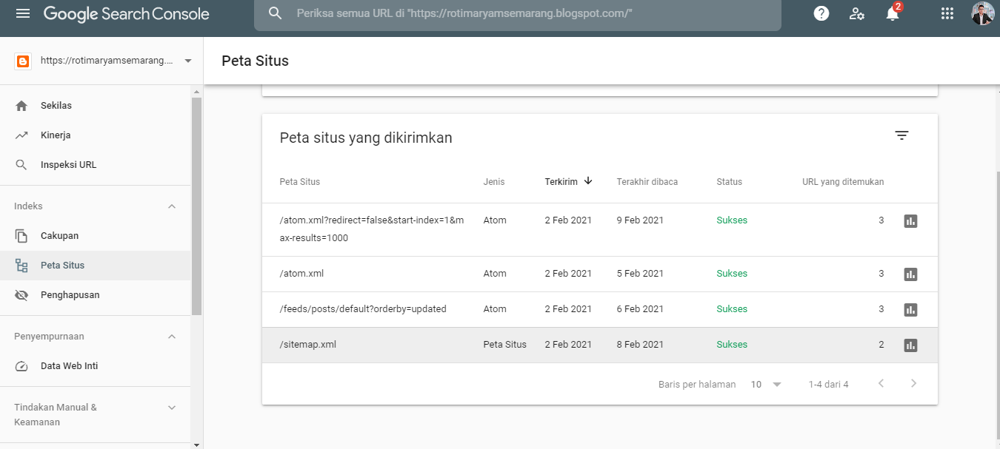 Google Search Console
Periksa semua URL di "https://rotimaryamsemarang.blogspot.com/"
2
https://rotimaryamsemarang....
Peta Situs
Sekilas
Kinerja
Inspeksi URL
Indeks
Cakupan
Peta Situs
Penghapusan
Penyempurnaan
Data Web Inti
Tindakan Manual &
Keamanan
Peta situs yang dikirimkan
Peta Situs Jenis Terkirim Terakhir dibaca Status URL yang ditemukan
/atom.xml?redirect=false&start-index=1&m Atom 2 Feb 2021 9 Feb 2021 Sukses 3
ax-results=1000
/atom.xml Atom 2 Feb 2021 5 Feb 2021 Sukses 3
/feeds/posts/default?orderby=updated Atom 2 Feb 2021 6 Feb 2021 Sukses 3
/sitemap.xml Peta Situs 2 Feb 2021 8 Feb 2021 Sukses 2
Baris per halaman 10 1-4 dari 4